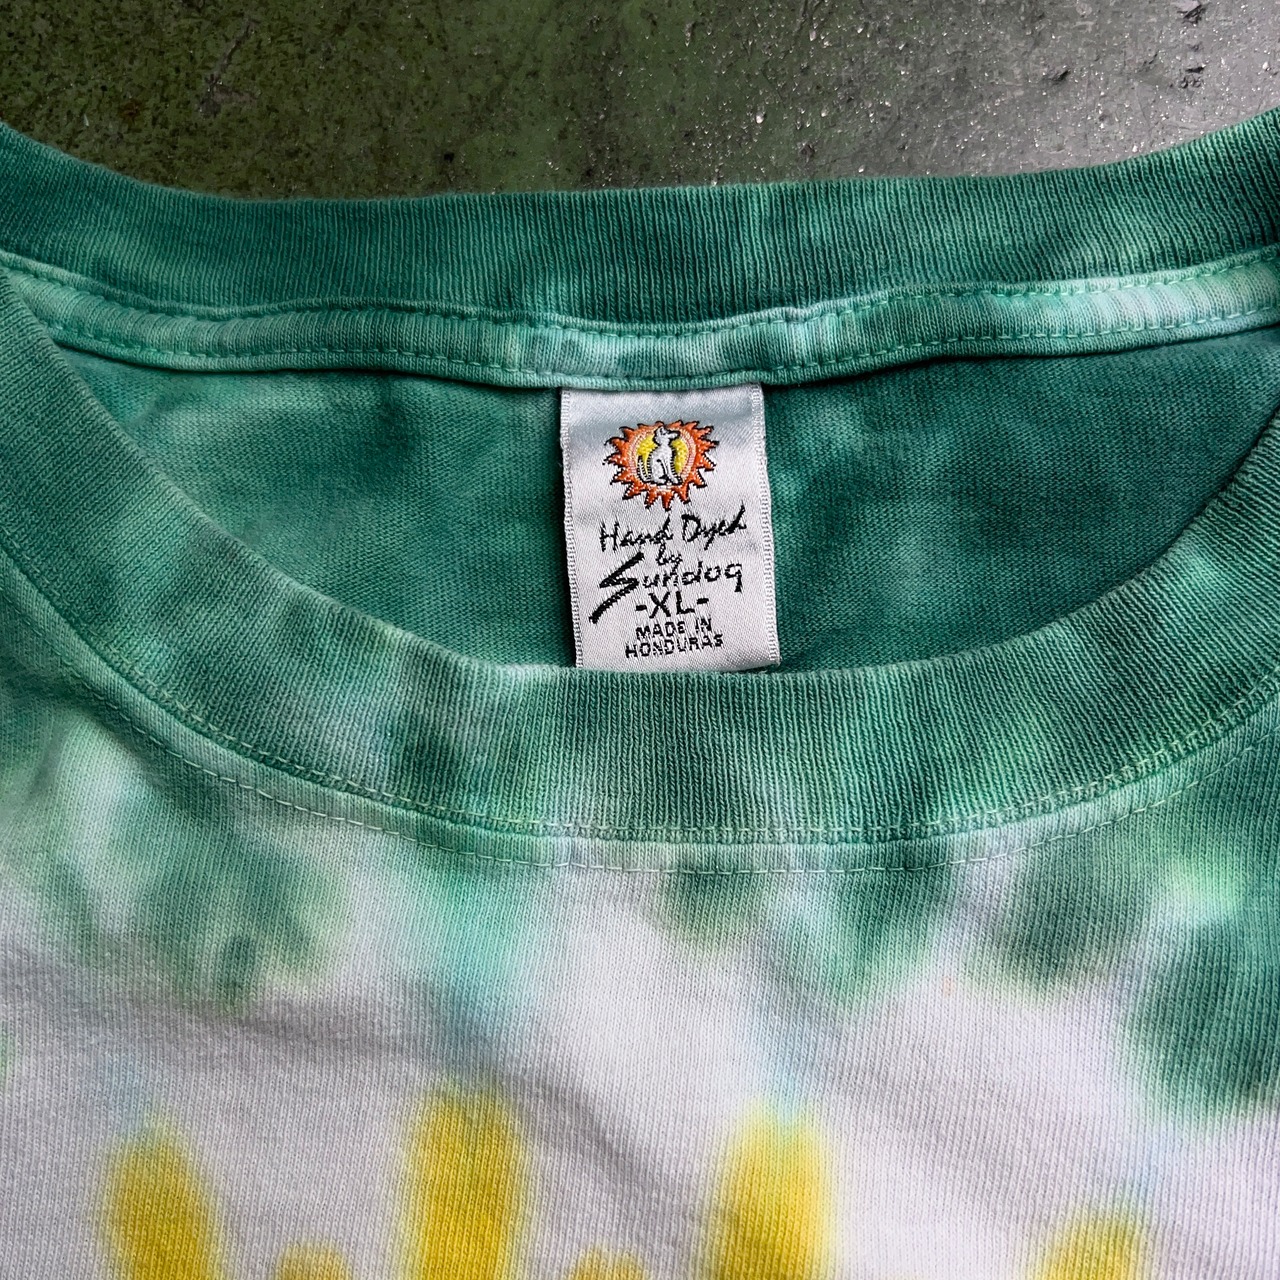 Hand Dyed
by
Sundog
-XL-
MADE IN
HONDURAS